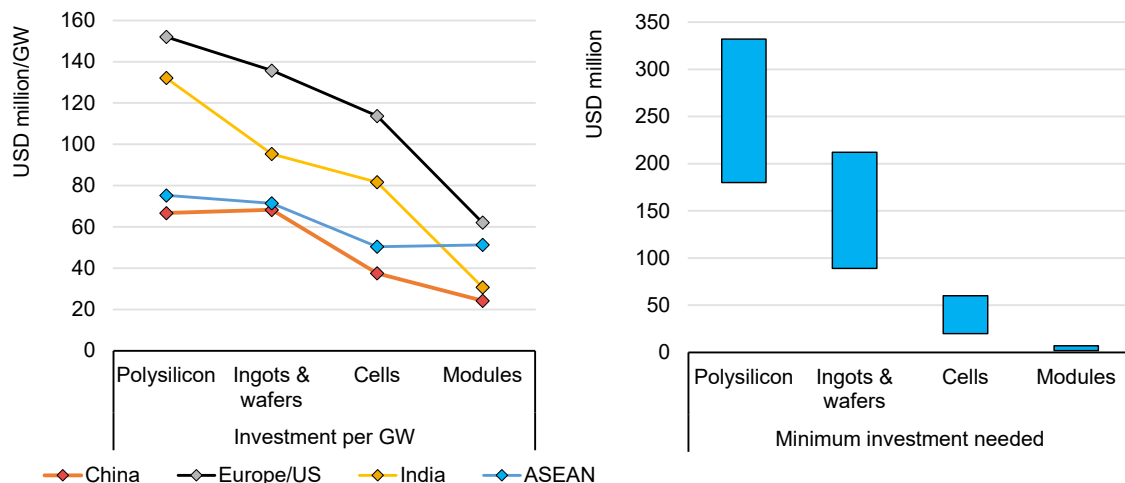 USD million/GW
160
140
120
100
80
60
40
20
0
Polysilicon
Ingots &
wafers
Cells
Modules
Investment per GW
China
Europe/US
India
ASEAN
USD million
350
300
250
200
150
100
50
0
Polysilicon
Ingots &
wafers
Cells
Modules
Minimum investment needed